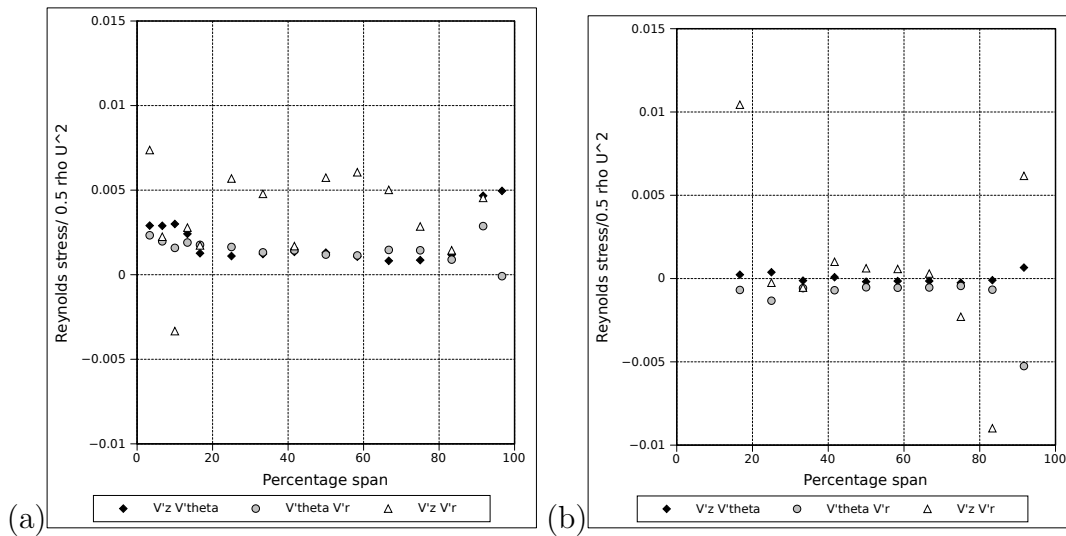 0.015
0.01
0.005
0
−0.005
−0.01
Reynolds stress/ 0.5 rho U^2
0 20 40 60 80 100
Percentage span
V'z V'theta V'theta V'r V'z V'r
(a)
0.015
0.01
0.005
0
−0.005
−0.01
Reynolds stress/0.5 rho U^2
0 20 40 60 80 100
Percentage span
V'z V'theta V'theta V'r V'z V'r
(b)